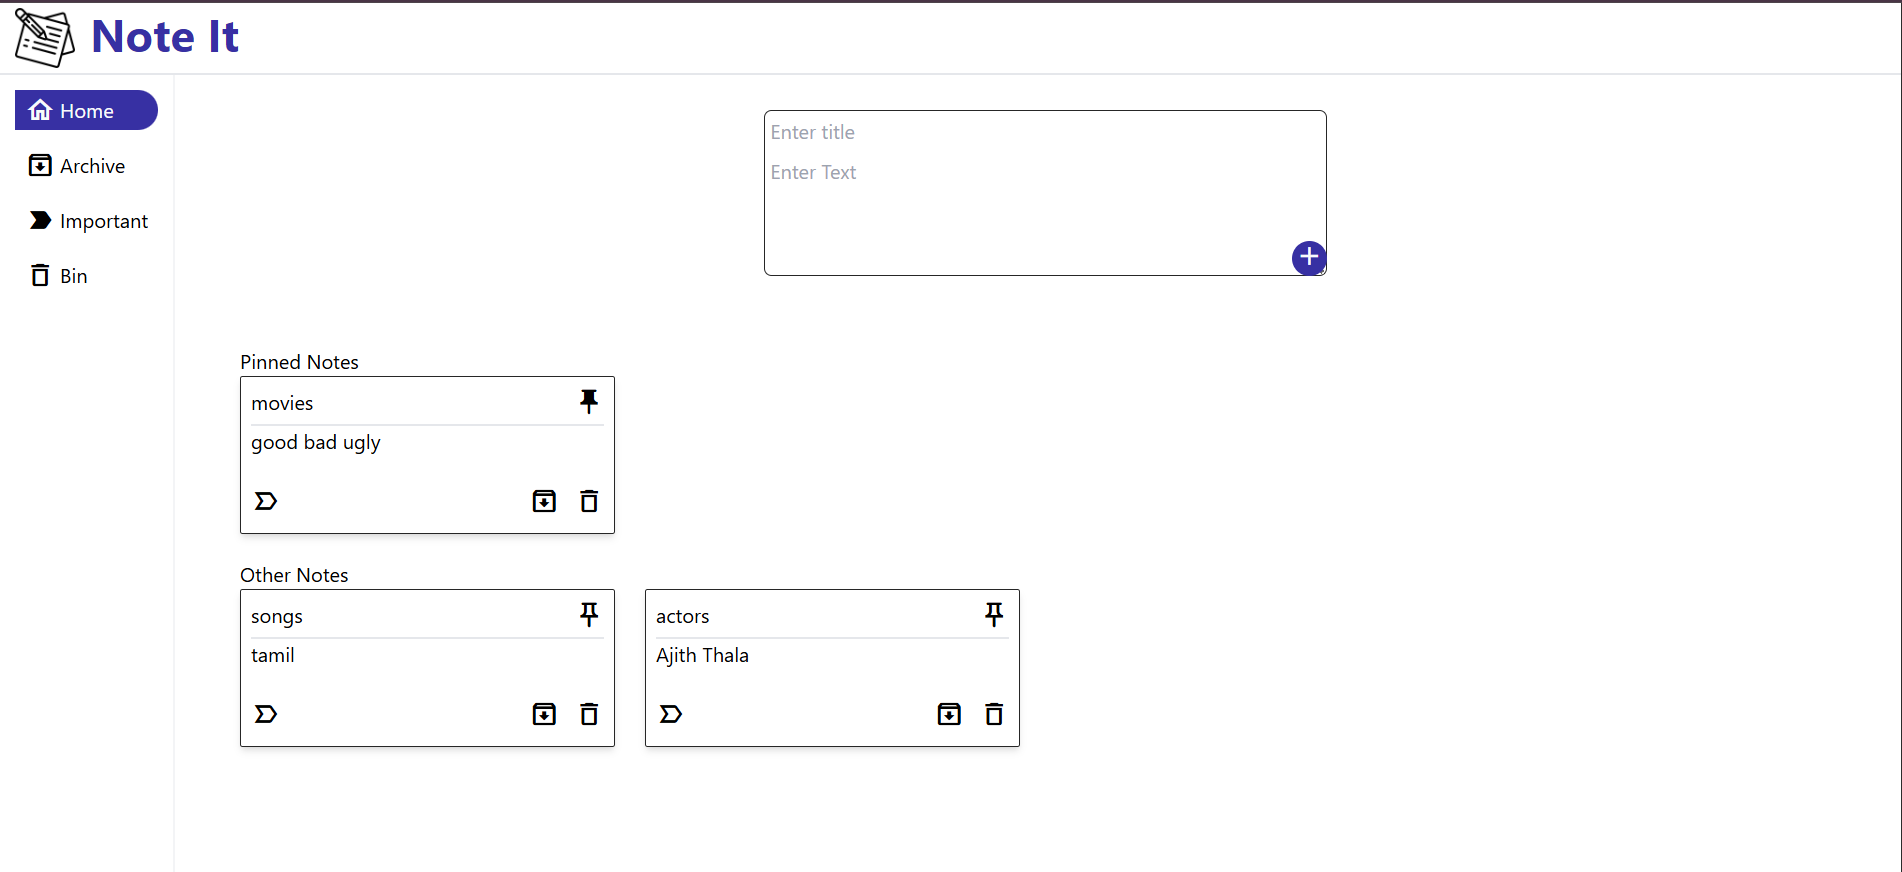 Note It
Home
Archive
Important
Bin
Enter title
Enter Text
Pinned Notes
movies
good bad ugly
Other Notes
songs
tamil
actors
Ajith Thala